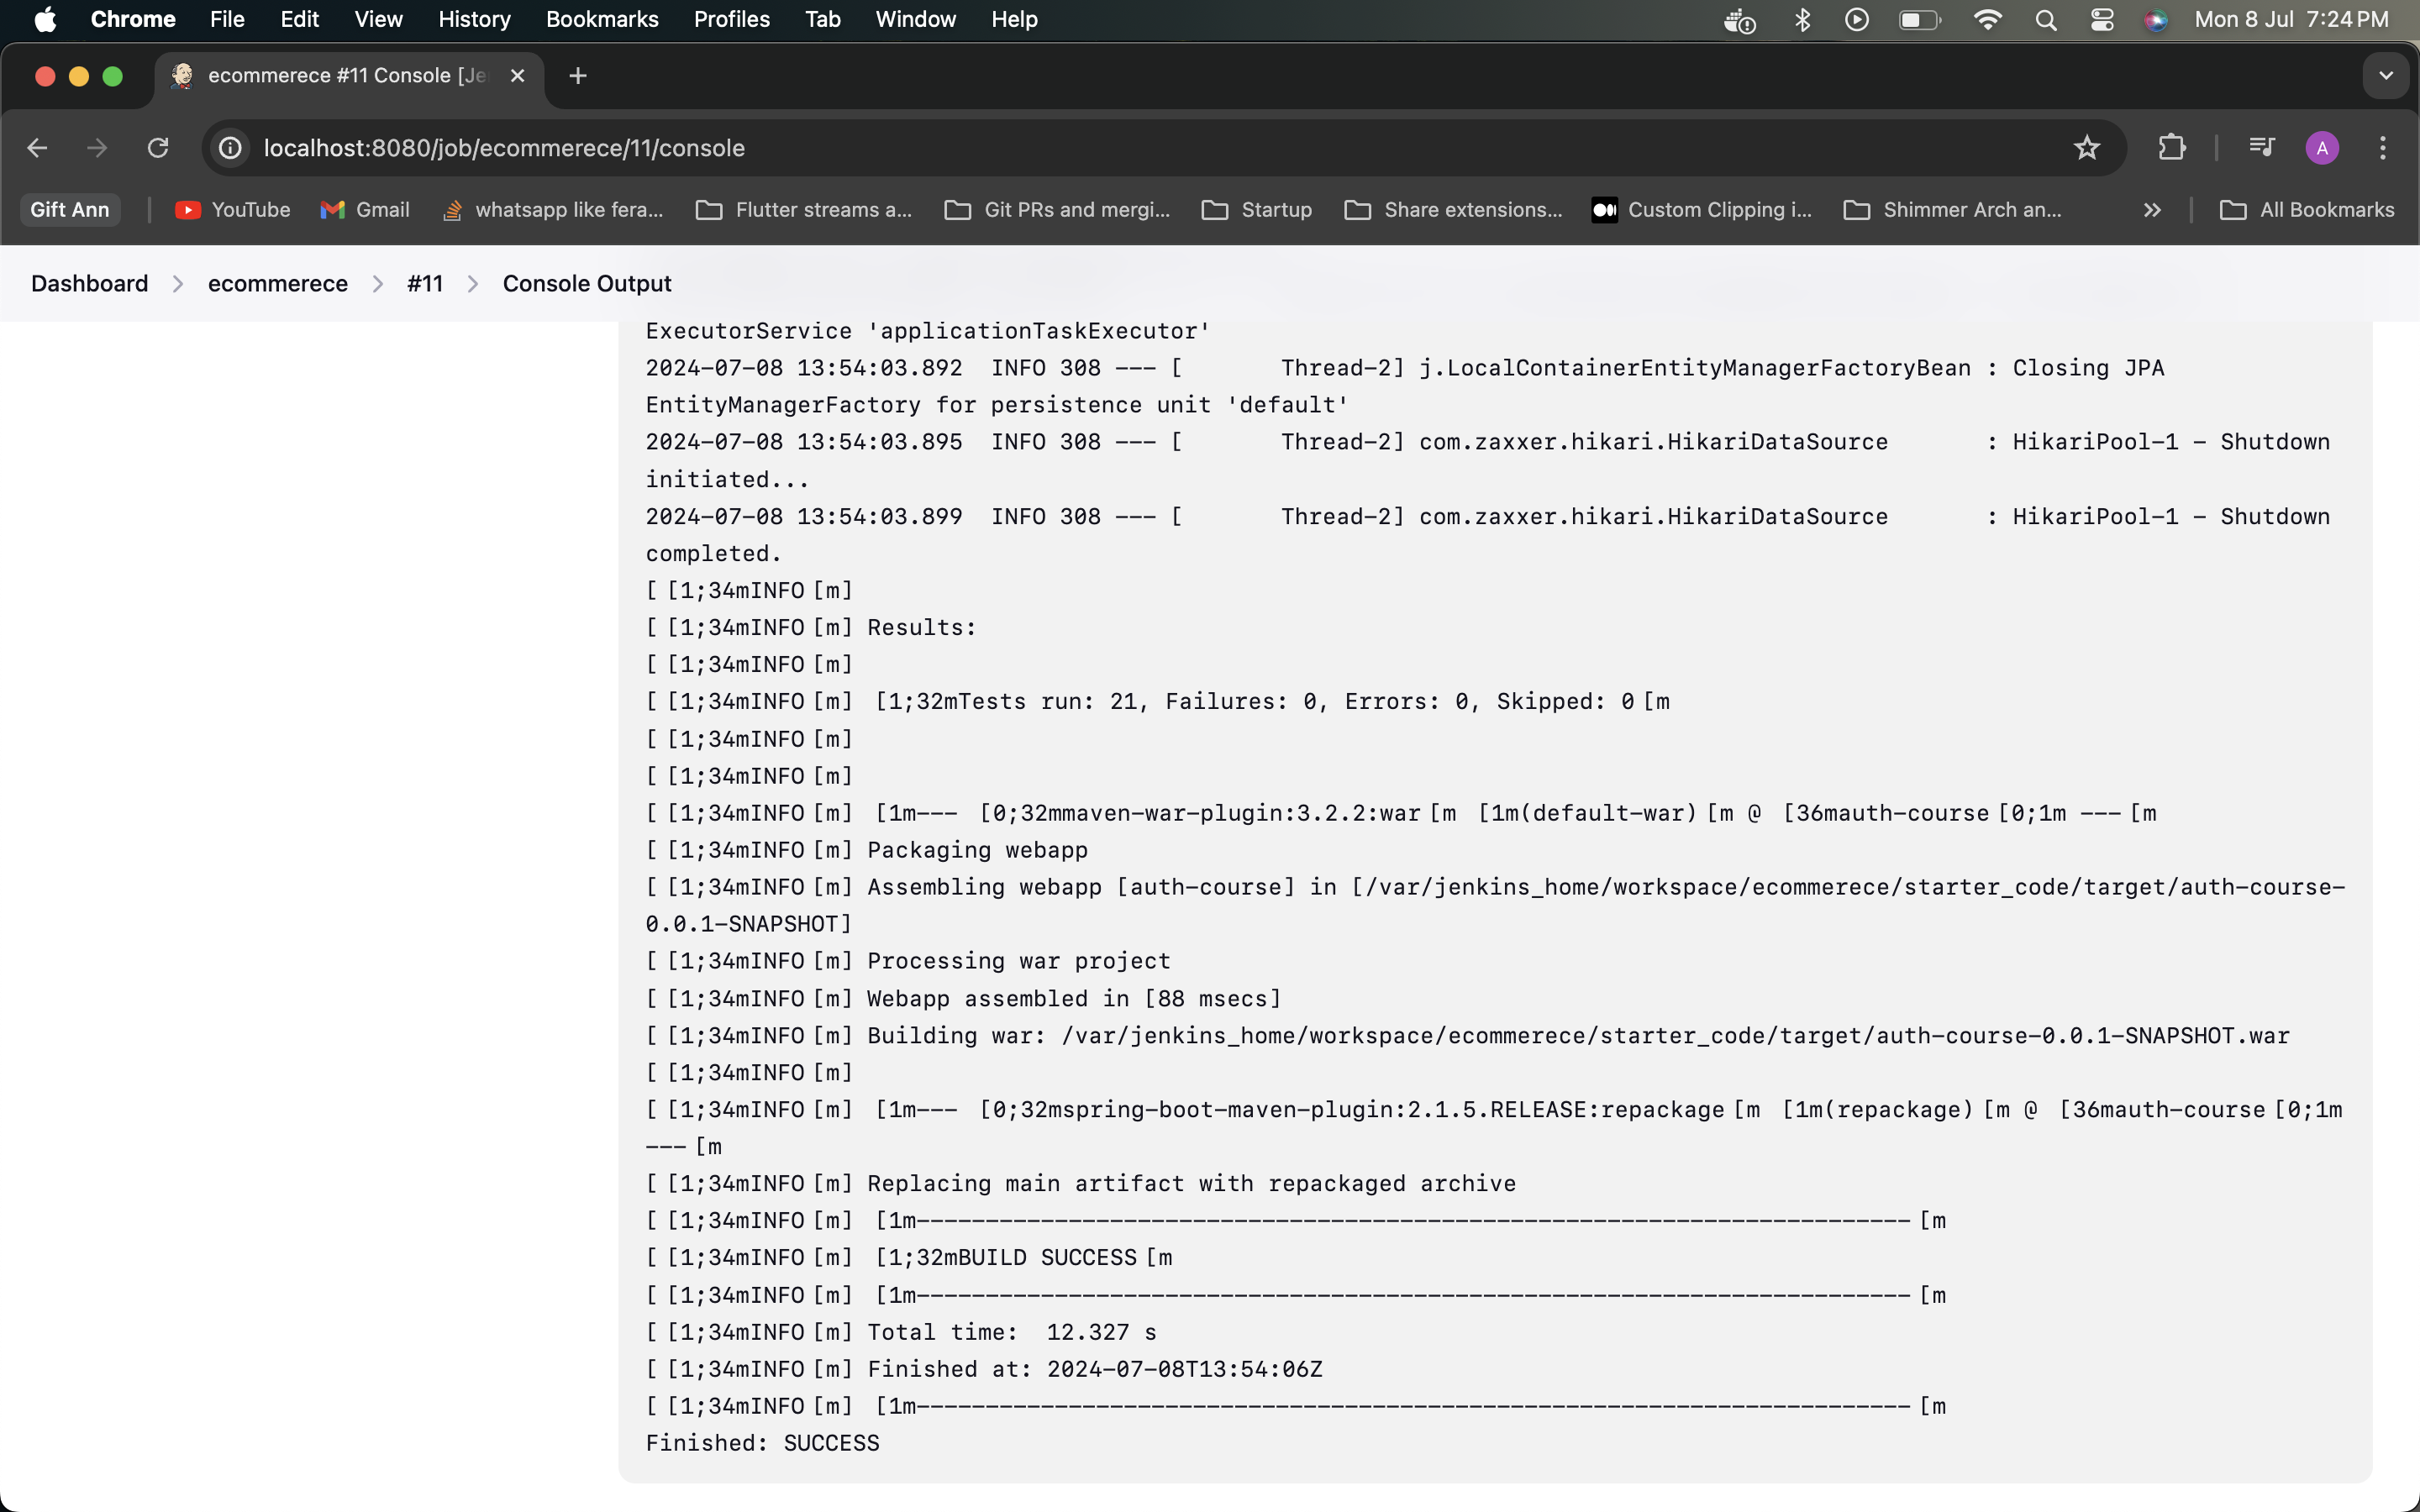 Chrome File Edit View History Bookmarks Profiles Tab Window Help Mon 8 Jul 7:24 PM
ecommerece #11 Console [Je
localhost:8080/job/ecommerece/11/console A
Gift Ann YouTube Gmail whatsapp like fera... Flutter streams a... Git PRs and mergi... Startup Share extensions... Custom Clipping i... Shimmer Arch an... » All Bookmarks
Dashboard > ecommerece > #11 > Console Output
ExecutorService 'applicationTaskExecutor'
2024-07-08 13:54:03.892  INFO 308 --- [       Thread-2] j.LocalContainerEntityManagerFactoryBean : Closing JPA
EntityManagerFactory for persistence unit 'default'
2024-07-08 13:54:03.895  INFO 308 --- [       Thread-2] com.zaxxer.hikari.HikariDataSource       : HikariPool-1 - Shutdown
initiated...
2024-07-08 13:54:03.899  INFO 308 --- [       Thread-2] com.zaxxer.hikari.HikariDataSource       : HikariPool-1 - Shutdown
completed.
[ [1;34mINFO [m]
[ [1;34mINFO [m] Results:
[ [1;34mINFO [m]
[ [1;34mINFO [m]  [1;32mTests run: 21, Failures: 0, Errors: 0, Skipped: 0 [m
[ [1;34mINFO [m]
[ [1;34mINFO [m]
[ [1;34mINFO [m]  [1m---  [0;32mmaven-war-plugin:3.2.2:war [m  [1m(default-war) [m @  [36mauth-course [0;1m --- [m
[ [1;34mINFO [m] Packaging webapp
[ [1;34mINFO [m] Assembling webapp [auth-course] in [/var/jenkins_home/workspace/ecommerece/starter_code/target/auth-course-
0.0.1-SNAPSHOT]
[ [1;34mINFO [m] Processing war project
[ [1;34mINFO [m] Webapp assembled in [88 msecs]
[ [1;34mINFO [m] Building war: /var/jenkins_home/workspace/ecommerece/starter_code/target/auth-course-0.0.1-SNAPSHOT.war
[ [1;34mINFO [m]
[ [1;34mINFO [m]  [1m---  [0;32mspring-boot-maven-plugin:2.1.5.RELEASE:repackage [m  [1m(repackage) [m @  [36mauth-course [0;1m
--- [m
[ [1;34mINFO [m] Replacing main artifact with repackaged archive
[ [1;34mINFO [m]  [1m------------------------------------------------------------------------ [m
[ [1;34mINFO [m]  [1;32mBUILD SUCCESS [m
[ [1;34mINFO [m]  [1m------------------------------------------------------------------------ [m
[ [1;34mINFO [m] Total time:  12.327 s
[ [1;34mINFO [m] Finished at: 2024-07-08T13:54:06Z
[ [1;34mINFO [m]  [1m------------------------------------------------------------------------ [m
Finished: SUCCESS